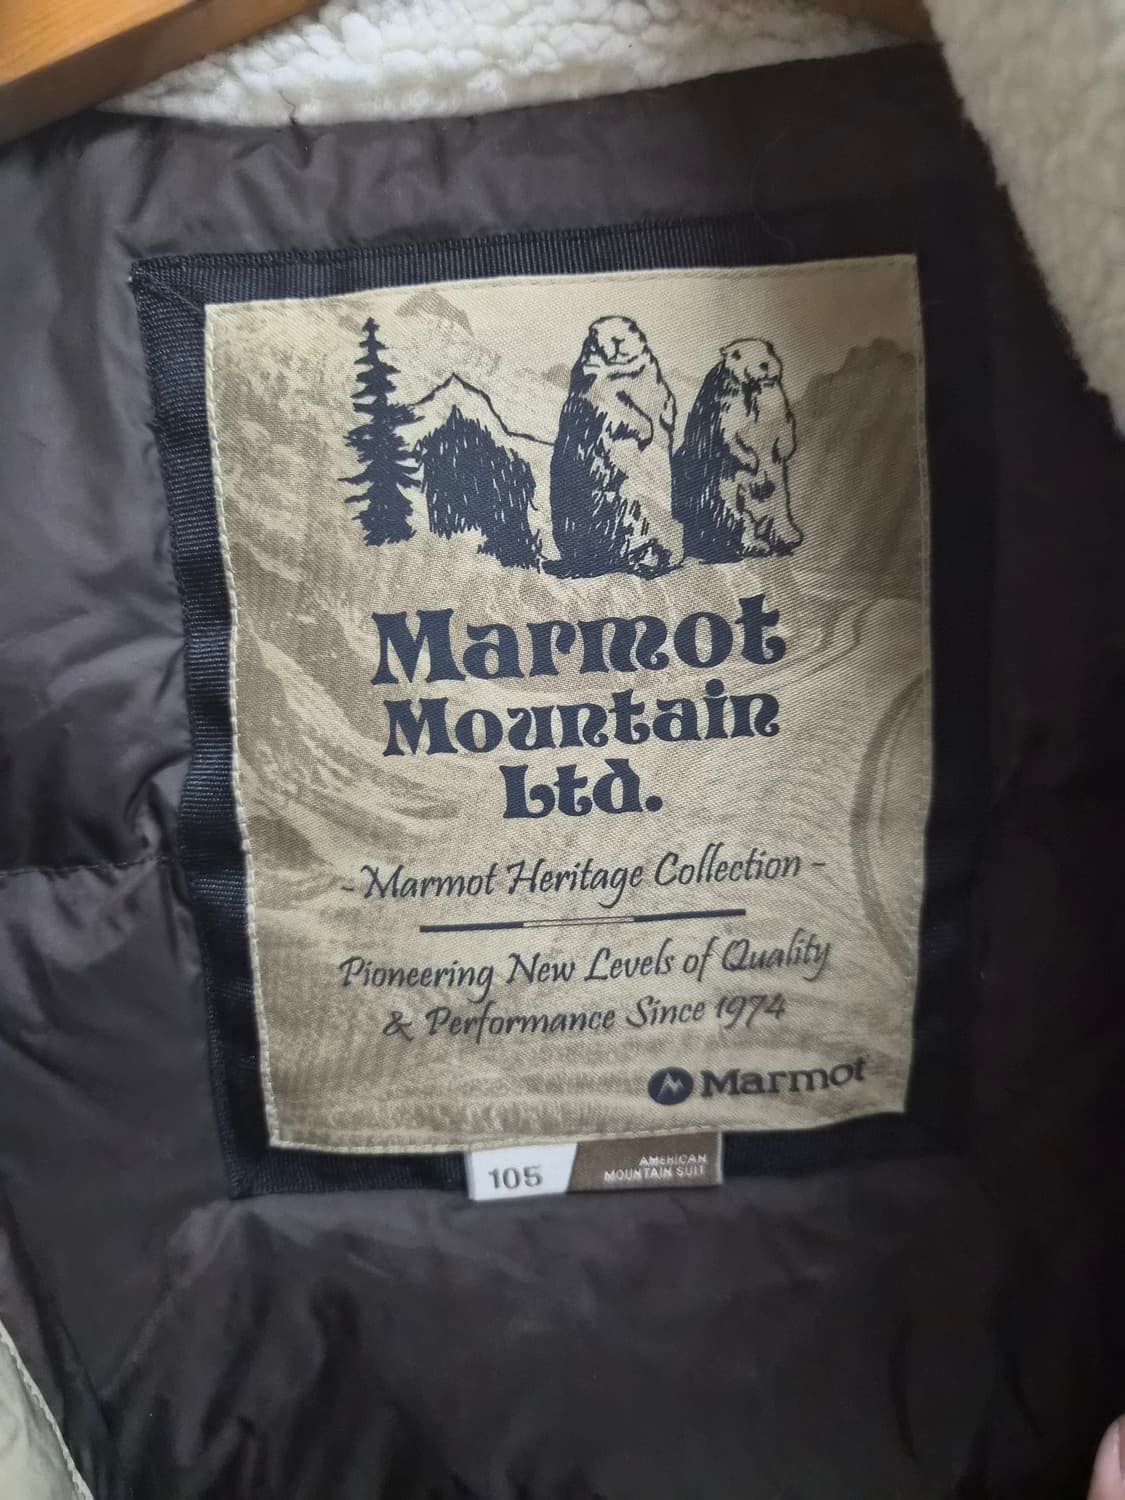 Marmot
Mountain
Ltd.
- Marmot Heritage Collection -
Pioneering New Levels of Quality
& Performance Since 1974
Marmot
105
AMERICAN
MOUNTAIN SUIT